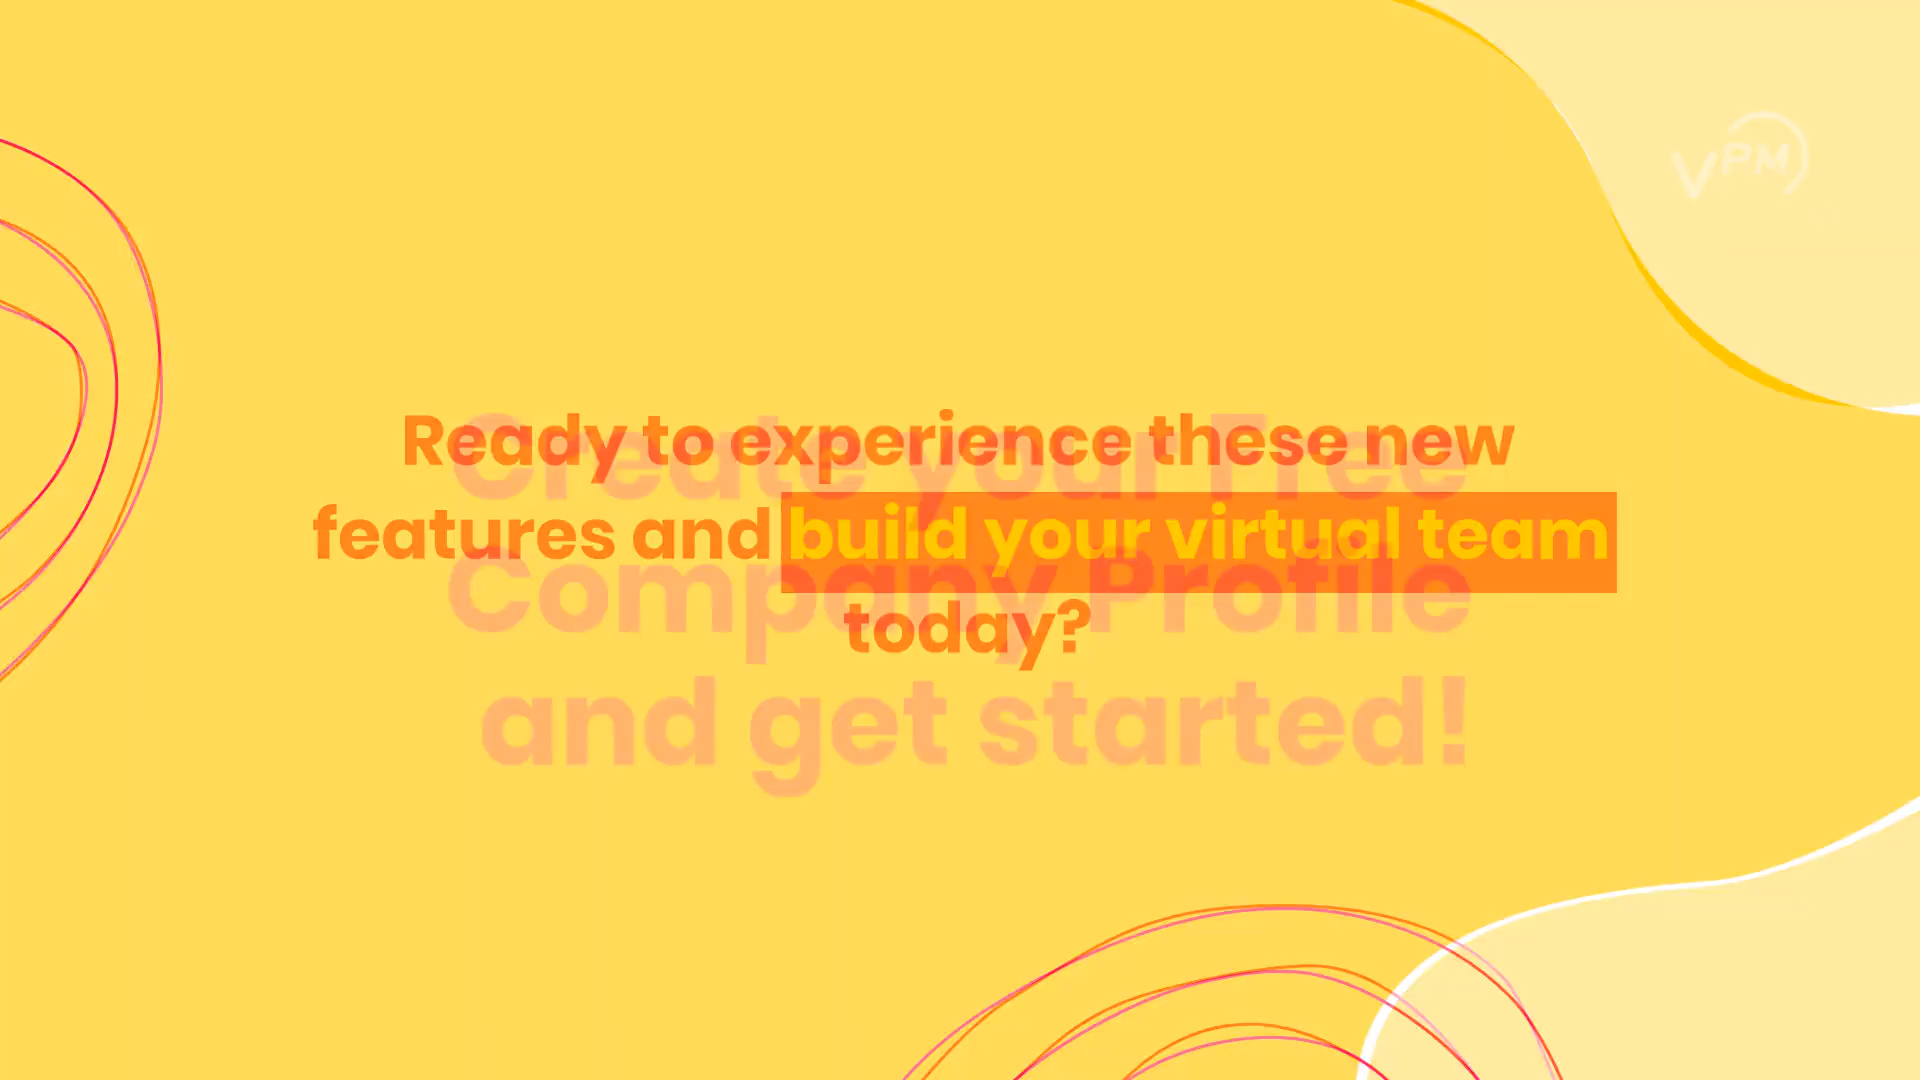 VPM
Ready to experience these new
features and build your virtual team
today?
Create your Free
Company Profile
and get started!